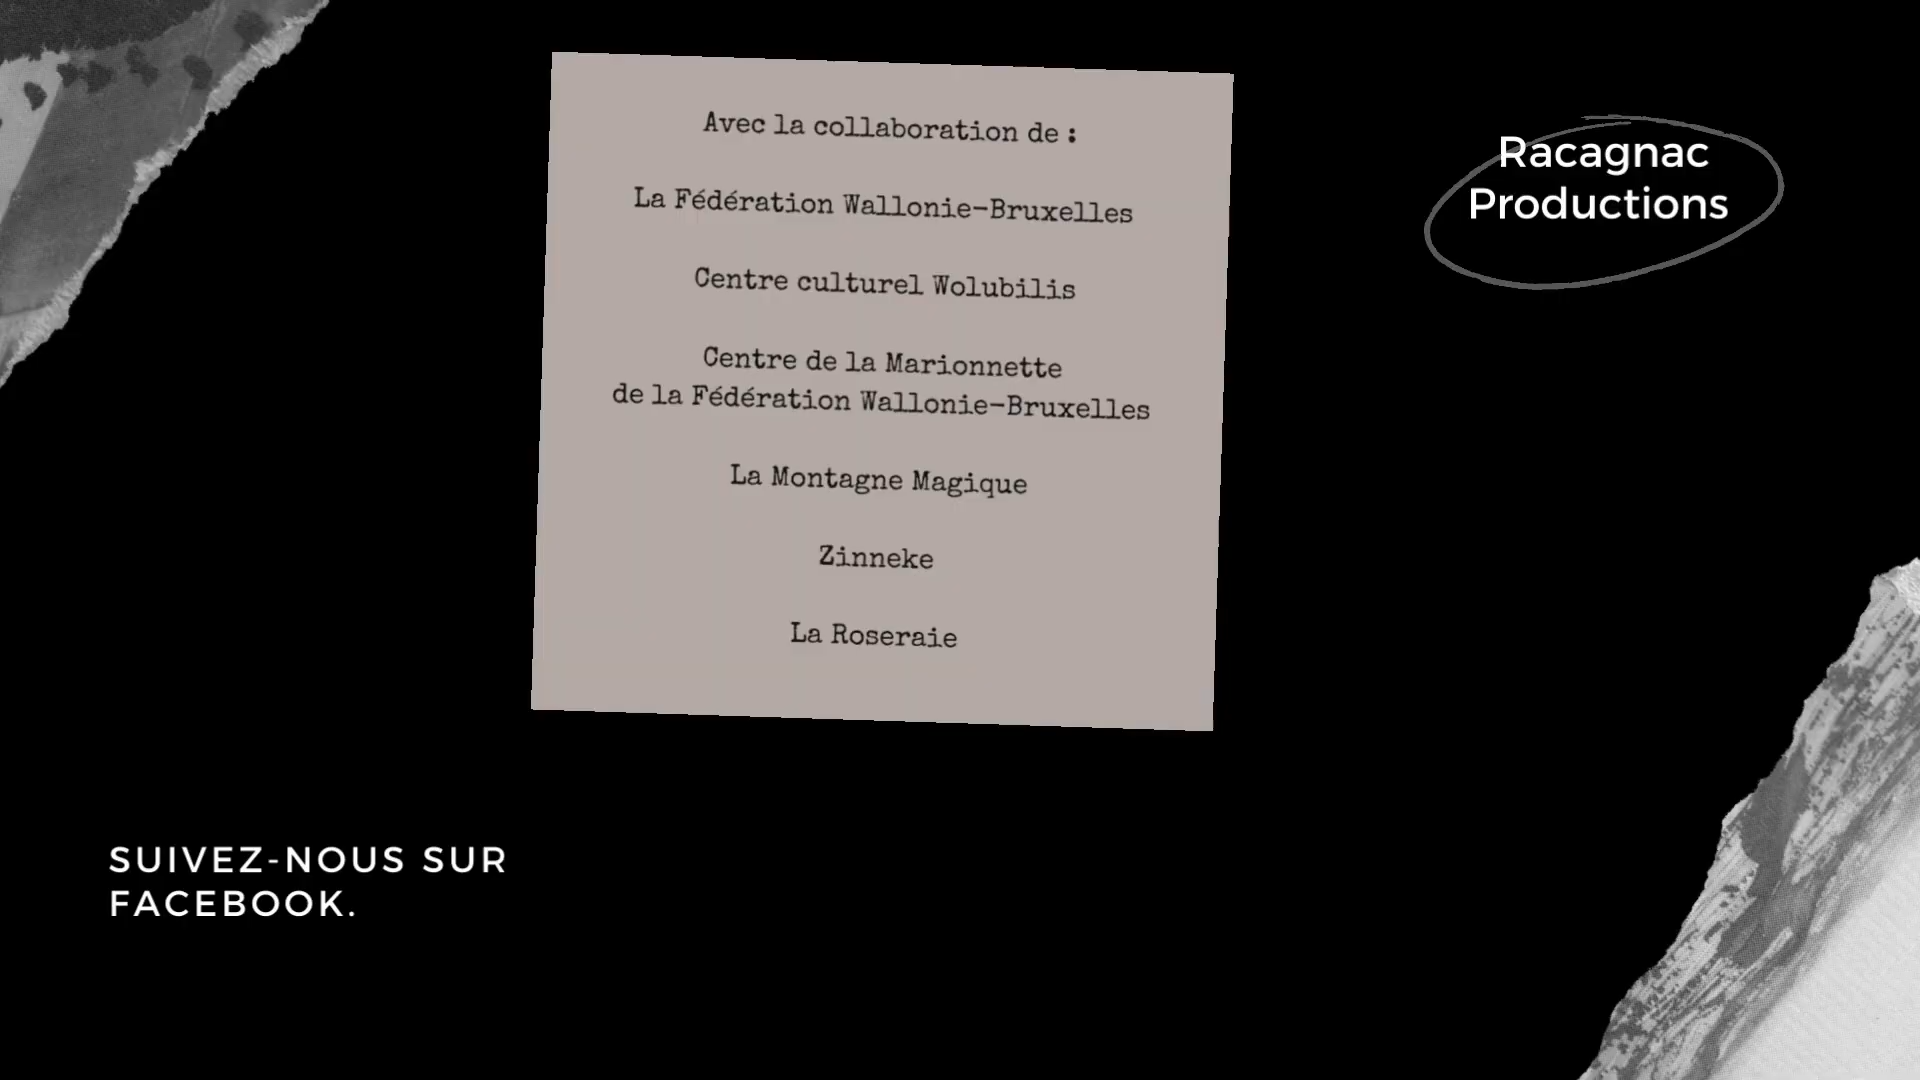 Avec la collaboration de :
La Fédération Wallonie-Bruxelles
Centre culturel Wolubilis
Centre de la Marionnette
de la Fédération Wallonie-Bruxelles
La Montagne Magique
Zinneke
La Roseraie
Racagnac
Productions
SUIVEZ-NOUS SUR
FACEBOOK.